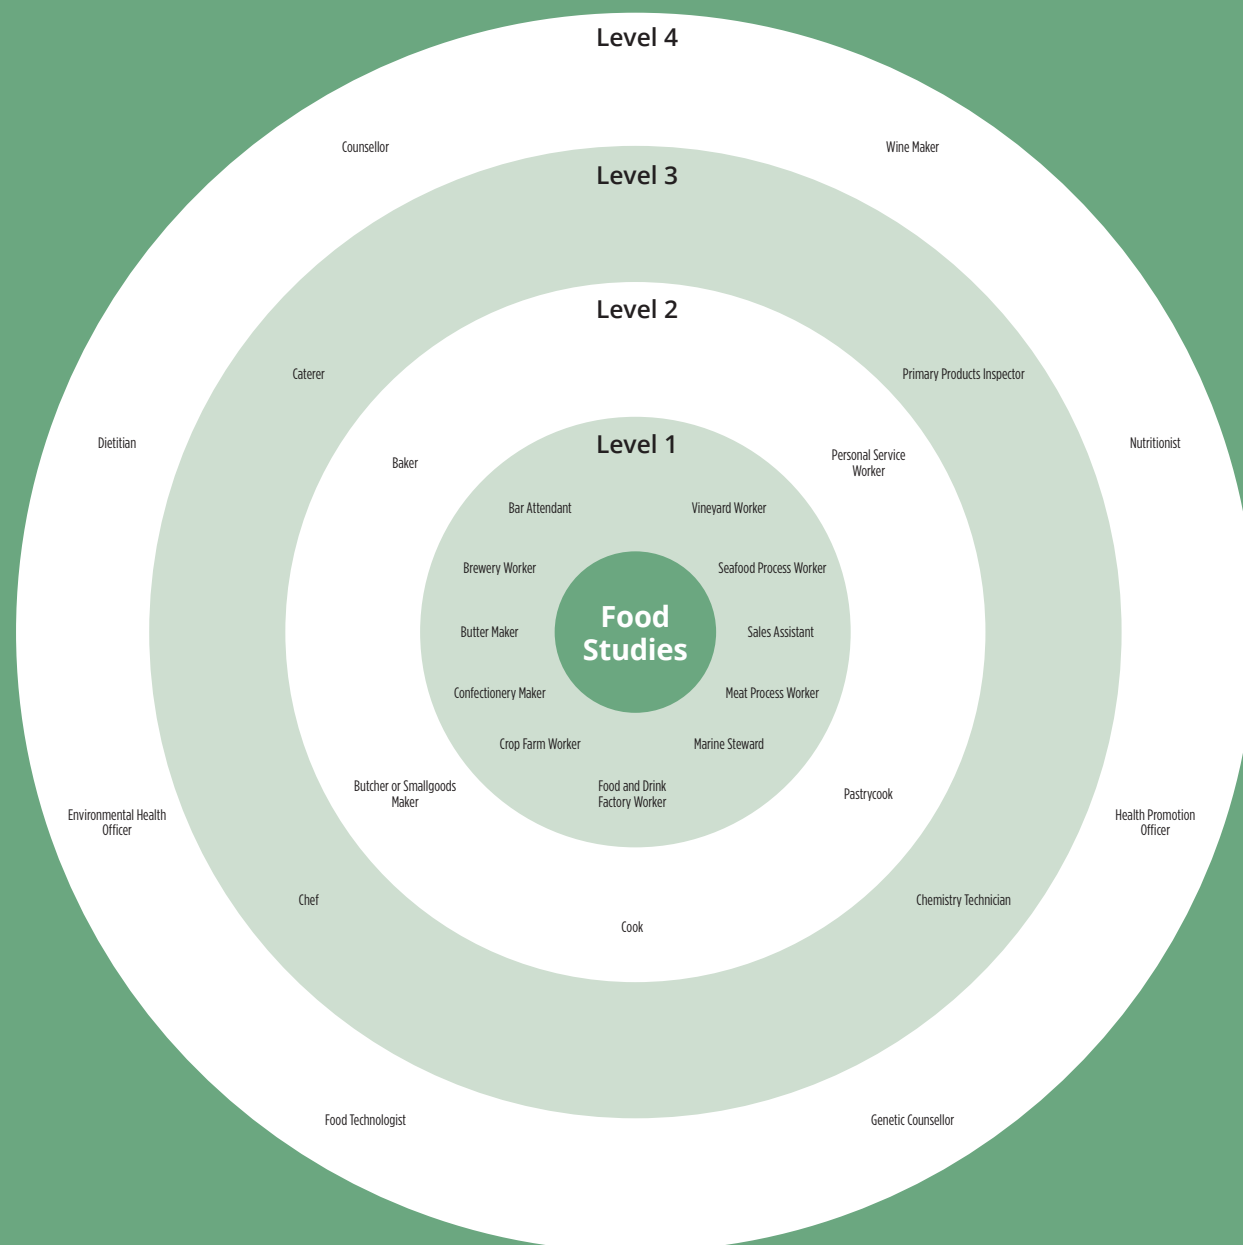 Level 4
Counsellor
Wine Maker
Level 3
Level 2
Caterer
Primary Products Inspector
Dietitian
Nutritionist
Level 1
Baker
Personal Service
Worker
Bar Attendant
Vineyard Worker
Brewery Worker
Seafood Process Worker
Food
Studies
Butter Maker
Sales Assistant
Confectionery Maker
Meat Process Worker
Crop Farm Worker
Marine Steward
Food and Drink
Factory Worker
Butcher or Smallgoods
Maker
Pastrycook
Environmental Health
Officer
Health Promotion
Officer
Chef
Chemistry Technician
Cook
Food Technologist
Genetic Counsellor